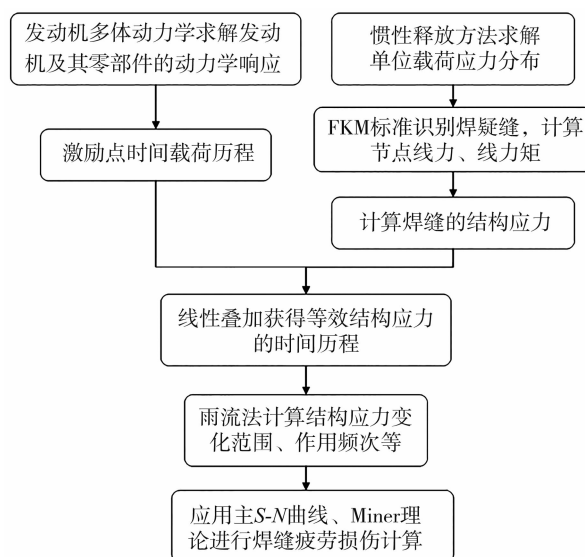 发动机多体动力学求解发动
机及其零部件的动力学响应
激励点时间载荷历程
惯性释放方法求解
单位载荷应力分布
FKM标准识别焊疑缝，计算
节点线力、线力矩
计算焊缝的结构应力
线性叠加获得等效结构应力
的时间历程
雨流法计算结构应力变
化范围、作用频次等
应用主S-N曲线、Miner理
论进行焊缝疲劳损伤计算